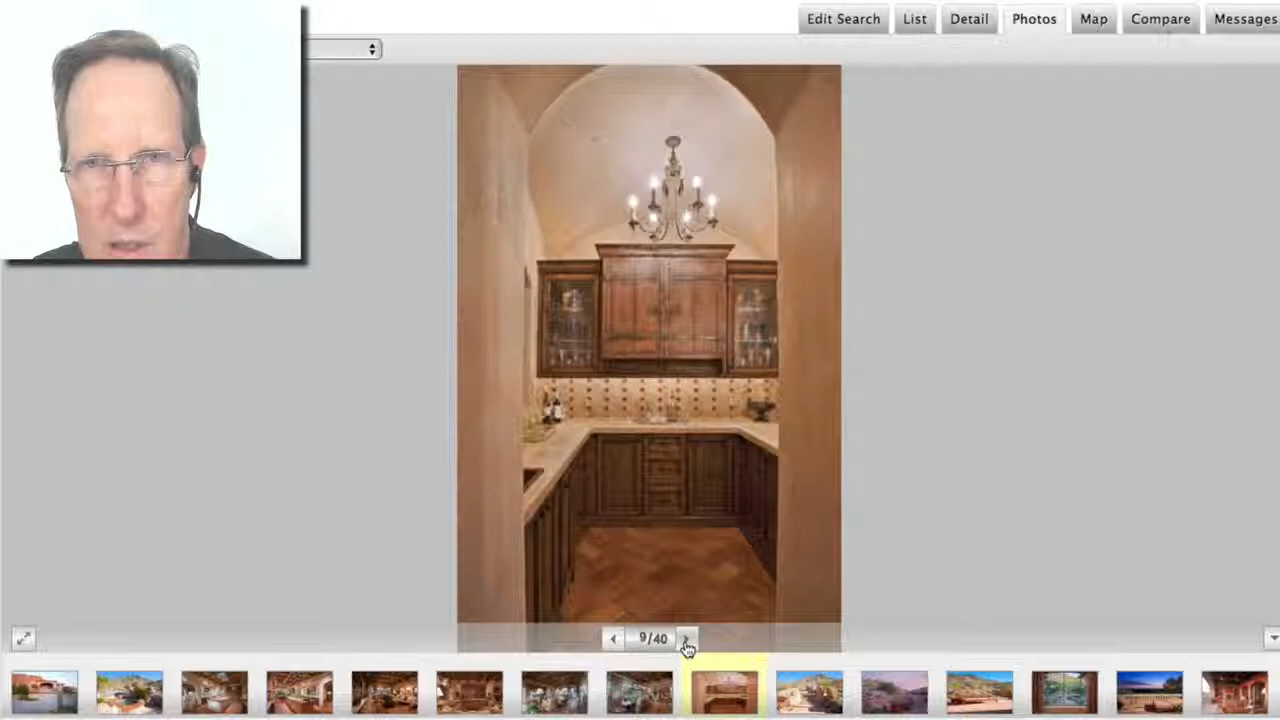 Edit Search
List
Detail
Photos
Map
Compare
Messages
9/40